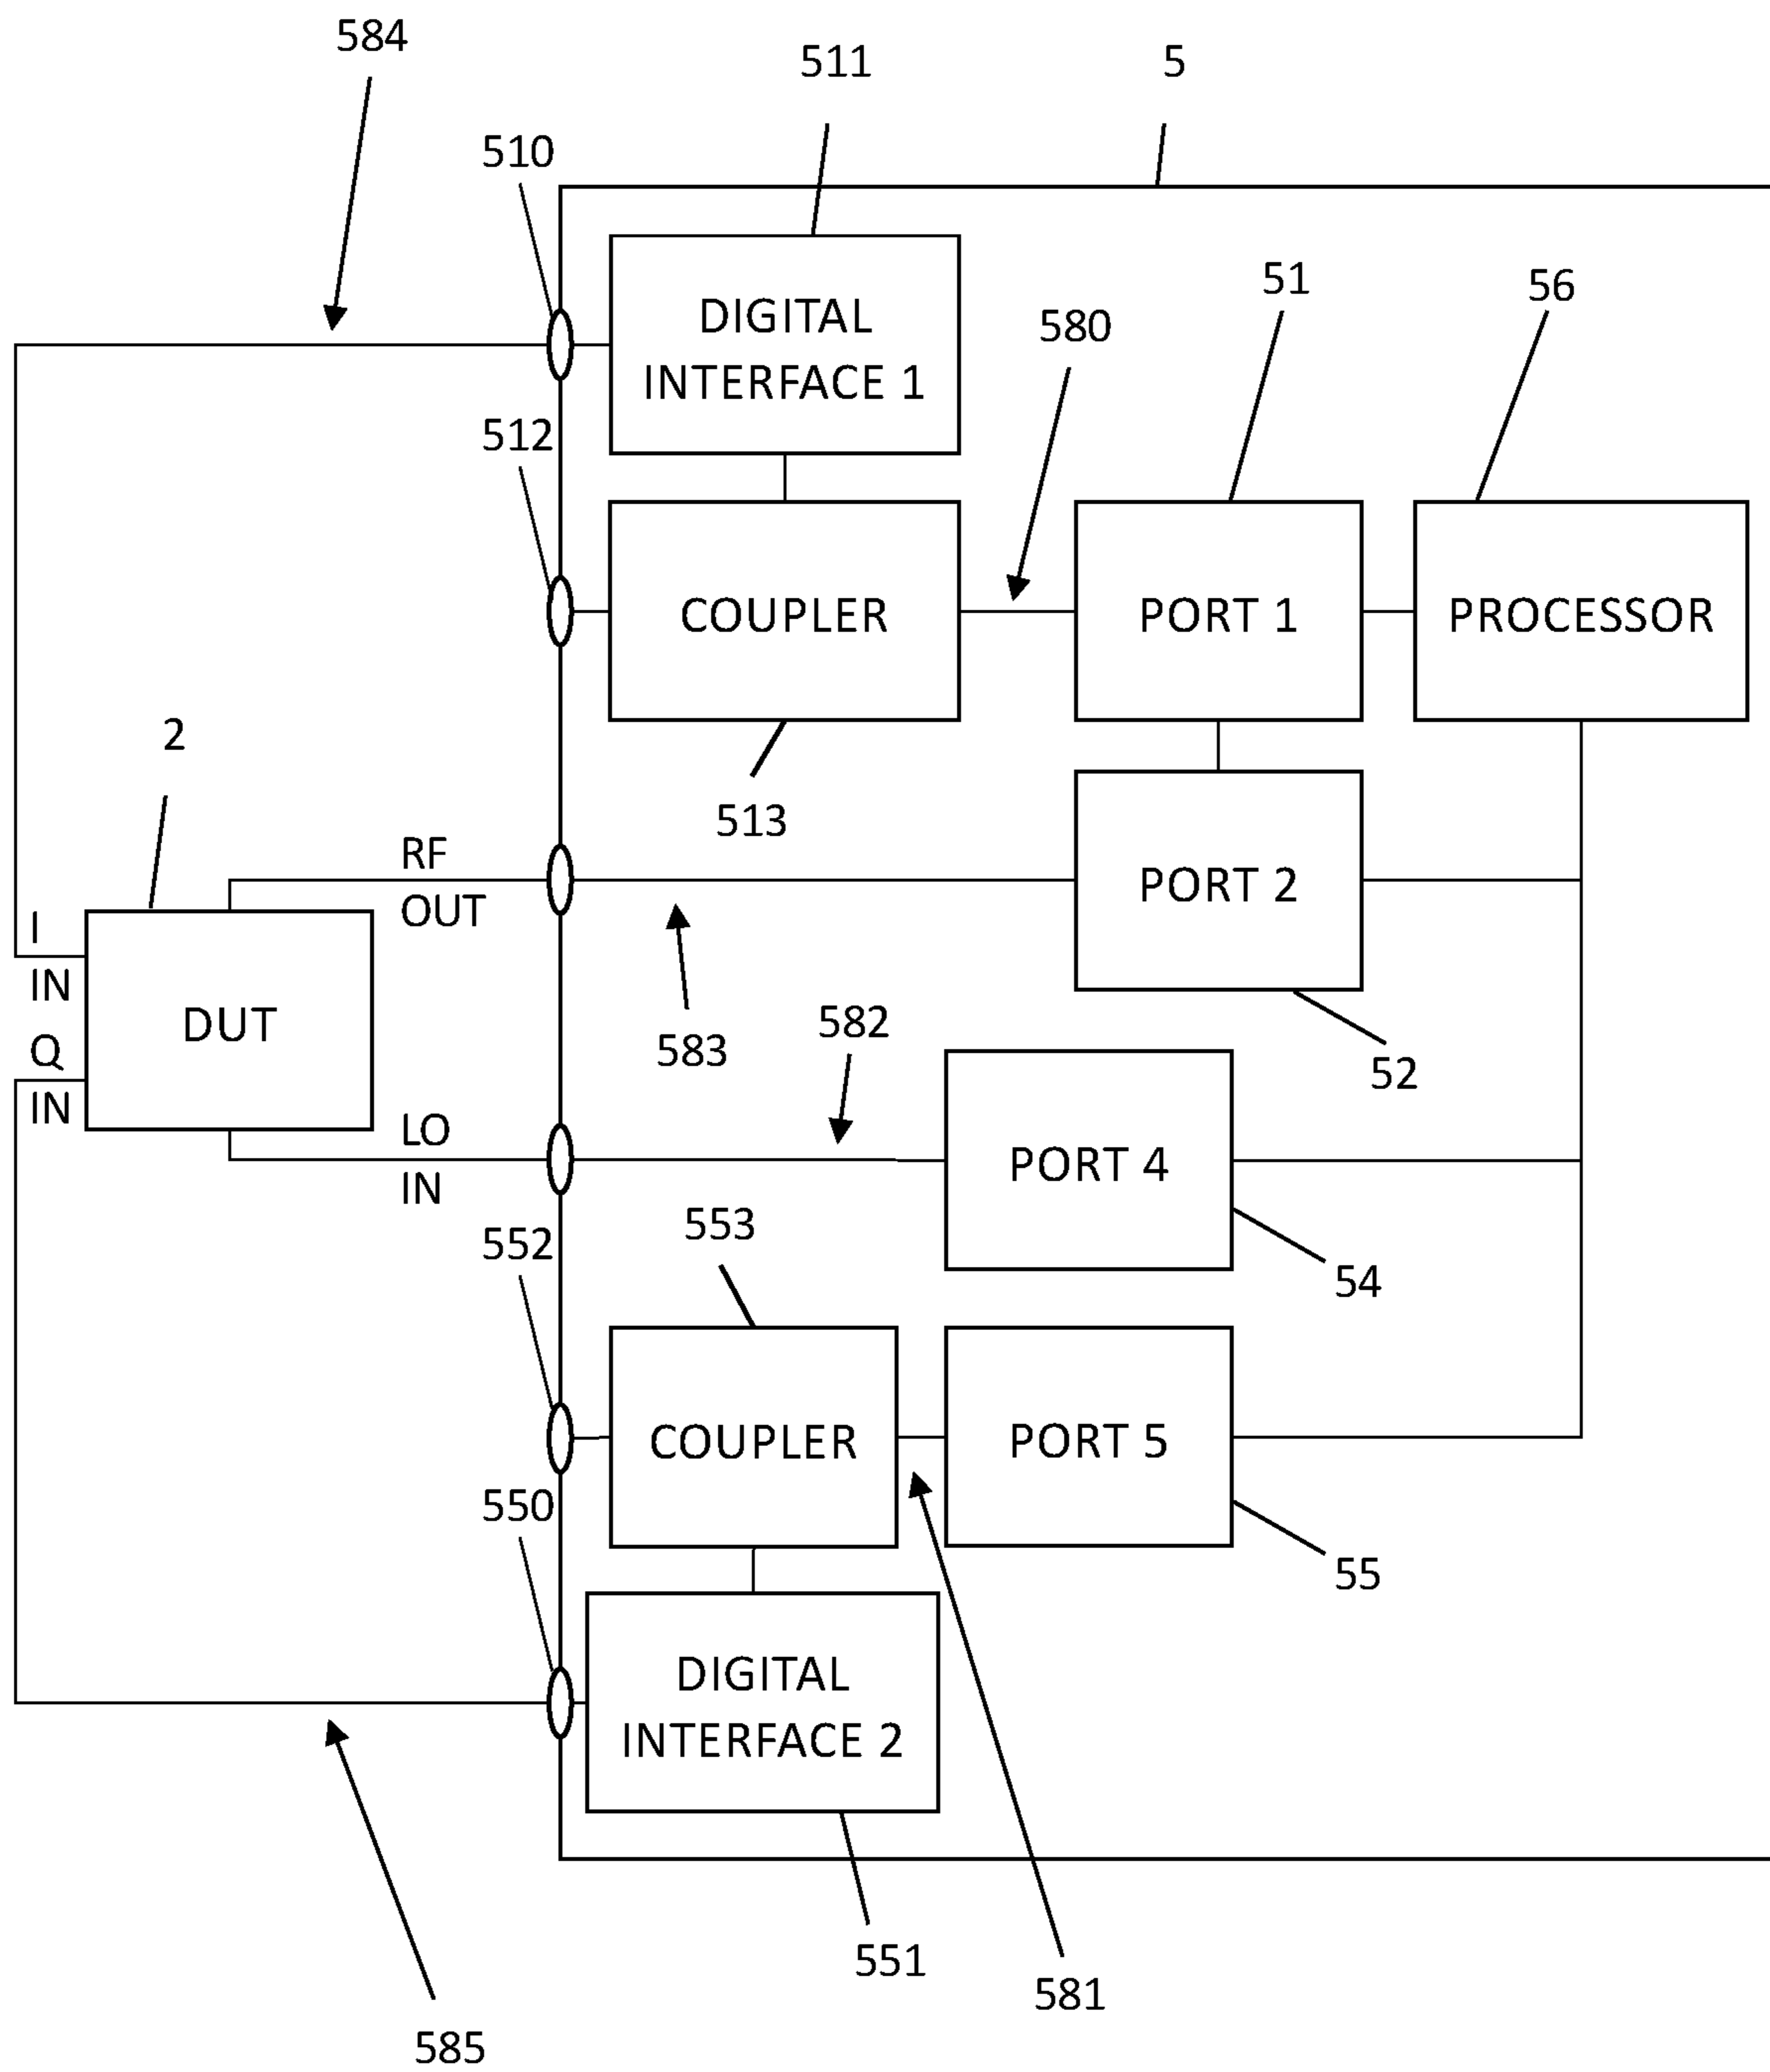 584
511
5
510
DIGITAL
INTERFACE 1
51
56
580
512
COUPLER
PORT 1
PROCESSOR
2
513
RF
OUT
PORT 2
I
IN
DUT
Q
IN
583
582
52
LO
IN
PORT 4
552
553
54
COUPLER
PORT 5
550
55
DIGITAL
INTERFACE 2
551
581
585